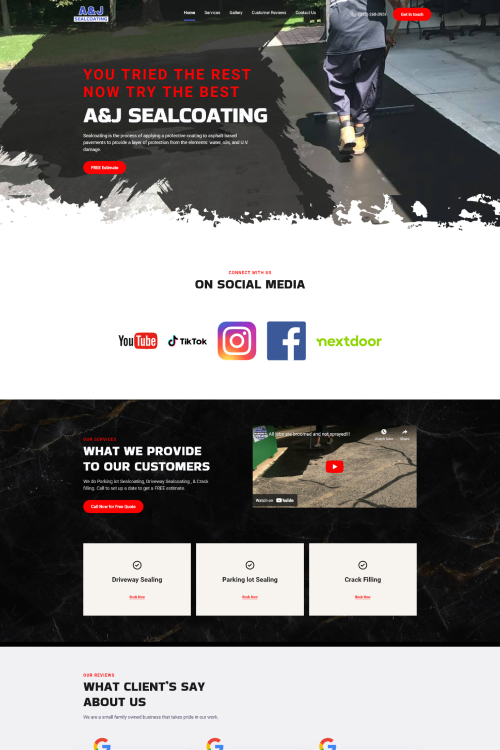 A&J
SEALCOATING
Home Services Gallery Customer Reviews Contact Us
Get in touch
YOU TRIED THE REST
NOW TRY THE BEST
A&J SEALCOATING
Sealcoating is the process of applying a protective coating to asphalt-based
pavements to provide a layer of protection from the elements: water, oils, and U.V.
damage.
FREE Estimate
CONNECT WITH US
ON SOCIAL MEDIA
YouTube
TikTok
nextdoor
OUR SERVICES
WHAT WE PROVIDE
TO OUR CUSTOMERS
We do Parking lot Sealcoating, Driveway Sealcoating , & Crack
filling. Call to set up a date to get a FREE estimate.
Call Now for Free Quote
All jobs are broomed and not sprayed!!!
Watch later Share
Watch on YouTube
Driveway Sealing
Book Now
Parking lot Sealing
Book Now
Crack Filling
Book Now
OUR REVIEWS
WHAT CLIENT'S SAY
ABOUT US
We are a small family owned business that takes pride in our work.